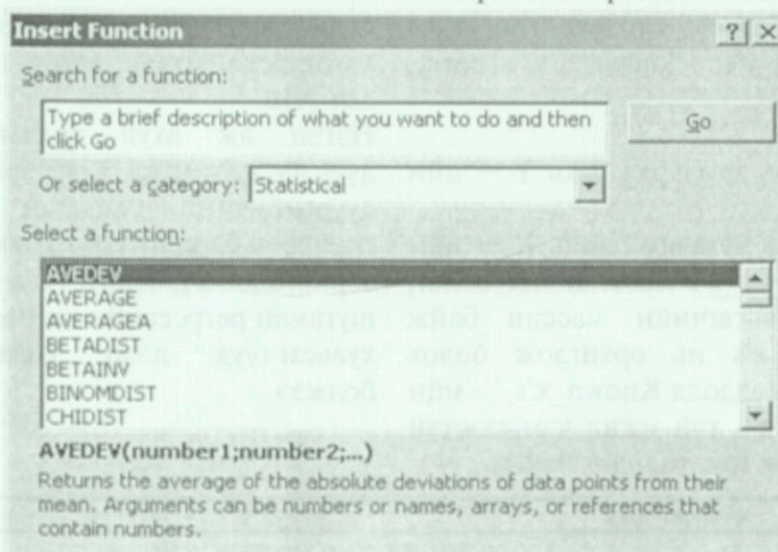 Insert Function
Search for a function:
Type a brief description of what you want to do and then
click Go
Go
Or select a category: Statistical
Select a function:
AVEDEV
AVERAGE
AVERAGEA
BETADIST
BETAINV
BINOMDIST
CHIDIST
AVEDEV(number1;number2;...)
Returns the average of the absolute deviations of data points from their
mean. Arguments can be numbers or names, arrays, or references that
contain numbers.